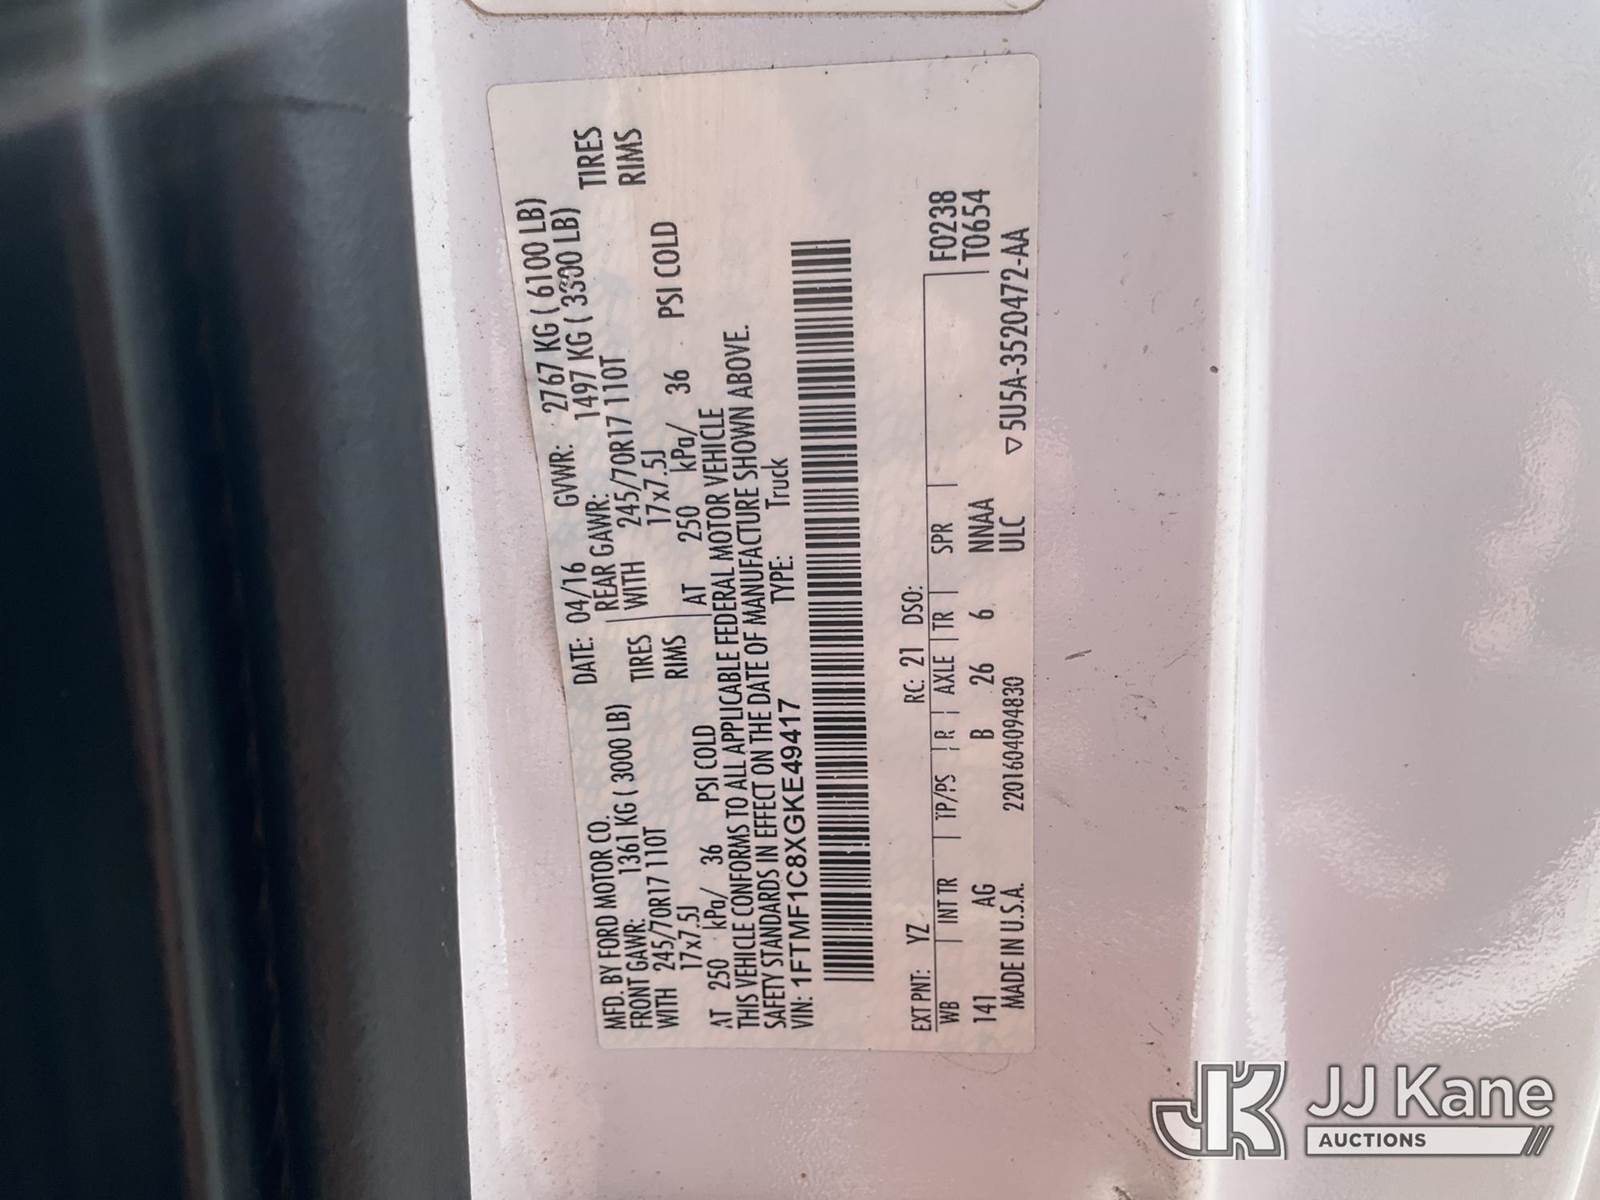 MFD. BY FORD MOTOR CO.
DATE: 04/16 GVWR: 2767 KG ( 6100 LB)
FRONT GAWR: 1361 KG ( 3000 LB) REAR GAWR: 1497 KG ( 3300 LB)
WITH 245/70R17 110T TIRES WITH 245/70R17 110T TIRES
17x7.5J RIMS 17x7.5J RIMS
AT 250 kPa/ 36 PSI COLD AT 250 kPa/ 36 PSI COLD
THIS VEHICLE CONFORMS TO ALL APPLICABLE FEDERAL MOTOR VEHICLE
SAFETY STANDARDS IN EFFECT ON THE DATE OF MANUFACTURE SHOWN ABOVE.
VIN: 1FTMF1C8XGKE49417 TYPE: Truck
EXT PNT: YZ RC: 21 DSO: F0238
WB INT TR TP/PS R AXLE TR SPR T0654
141 AG B 26 6 NNAA
MADE IN U.S.A. 220160409483​0 ULC ▽5U5A-3520472-AA
JJ Kane
AUCTIONS